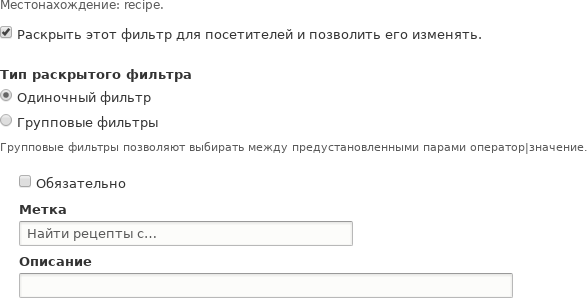 Местонахождение: recipe.
Раскрыть этот фильтр для посетителей и позволить его изменять.
Тип раскрытого фильтра
Одиночный фильтр
Групповые фильтры
Групповые фильтры позволяют выбирать между предустановленными парами оператор|значение.
Обязательно
Метка
Найти рецепты с...
Описание